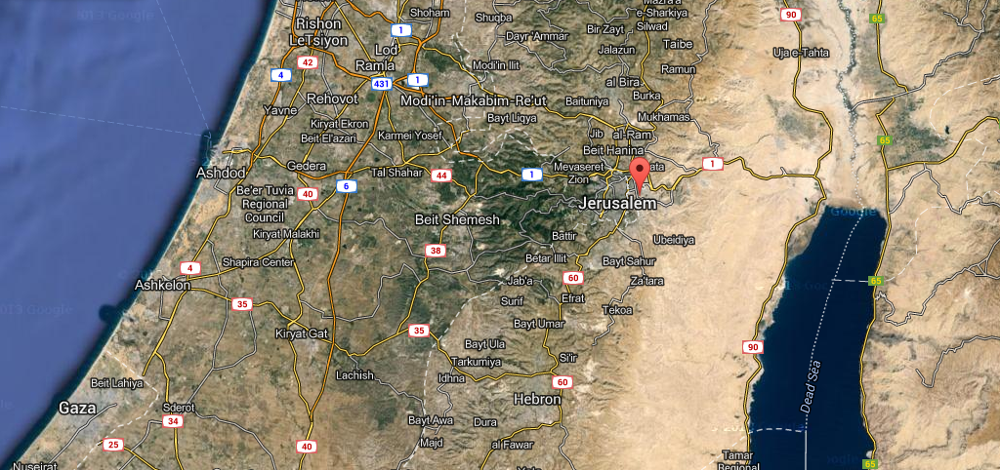 Mazra'a
e-Sharkiya
Shoham
90
65
Shuqba
Rishon
LeTsiyon
1
Bir Zayt
Silwad
Dayr 'Ammar
Taibe
Lod
Jalazun
Uja e-Tahta
42
Ramla
Modi'in Ilit
Ramun
4
431
1
al Bira
Rehovot
Modi'in-Makabim-Re'ut
Baituniya
Burka
Yavne
Bayt Liqya
Mukhamas
Kiryat Ekron
Beit El'azari
Karmei Yosef
Jib
al-Ram
65
Beit Hanina
Gedera
Mevaseret
Zion
1
Ashdod
Tal Shahar
44
1
6
Be'er Tuvia
Regional
Council
40
Jerusalem
Google
Beit Shemesh
Kiryat Malakhi
Battir
Ubeidiya
38
Shapira Center
Betar Illit
Bayt Sahur
4
60
Jab'a
Za'tara
65
Ashkelon
35
Surif
Efrat
Tekoa
Kiryat Gat
35
Bayt Umar
Bayt Ula
90
Tarkumiya
Si'ir
Lachish
Idhna
60
Beit Lahiya
Dead Sea
Gaza
Sderot
Hebron
34
Bayt Awa
Dura
25
40
Majd
al Fawar
Tamar
Regional
65
Nuseirat